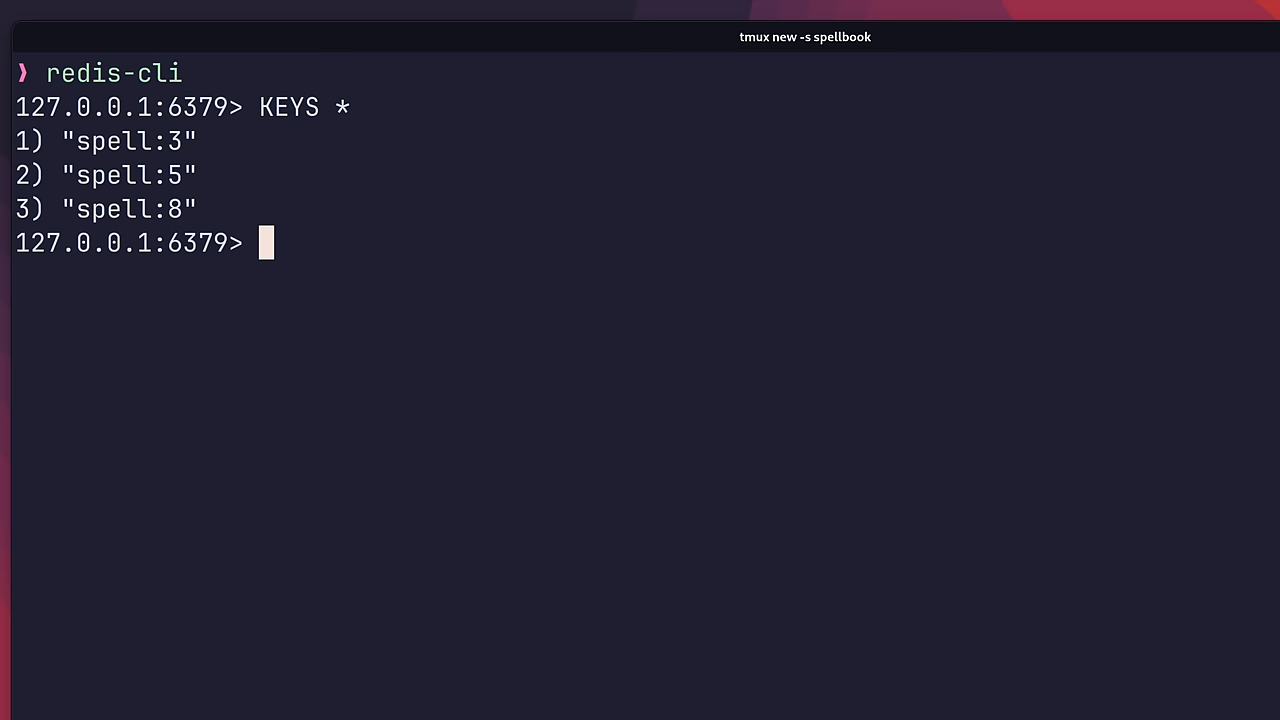 tmux new -s spellbook
❯ redis-cli
127.0.0.1:6379> KEYS *
1) "spell:3"
2) "spell:5"
3) "spell:8"
127.0.0.1:6379>